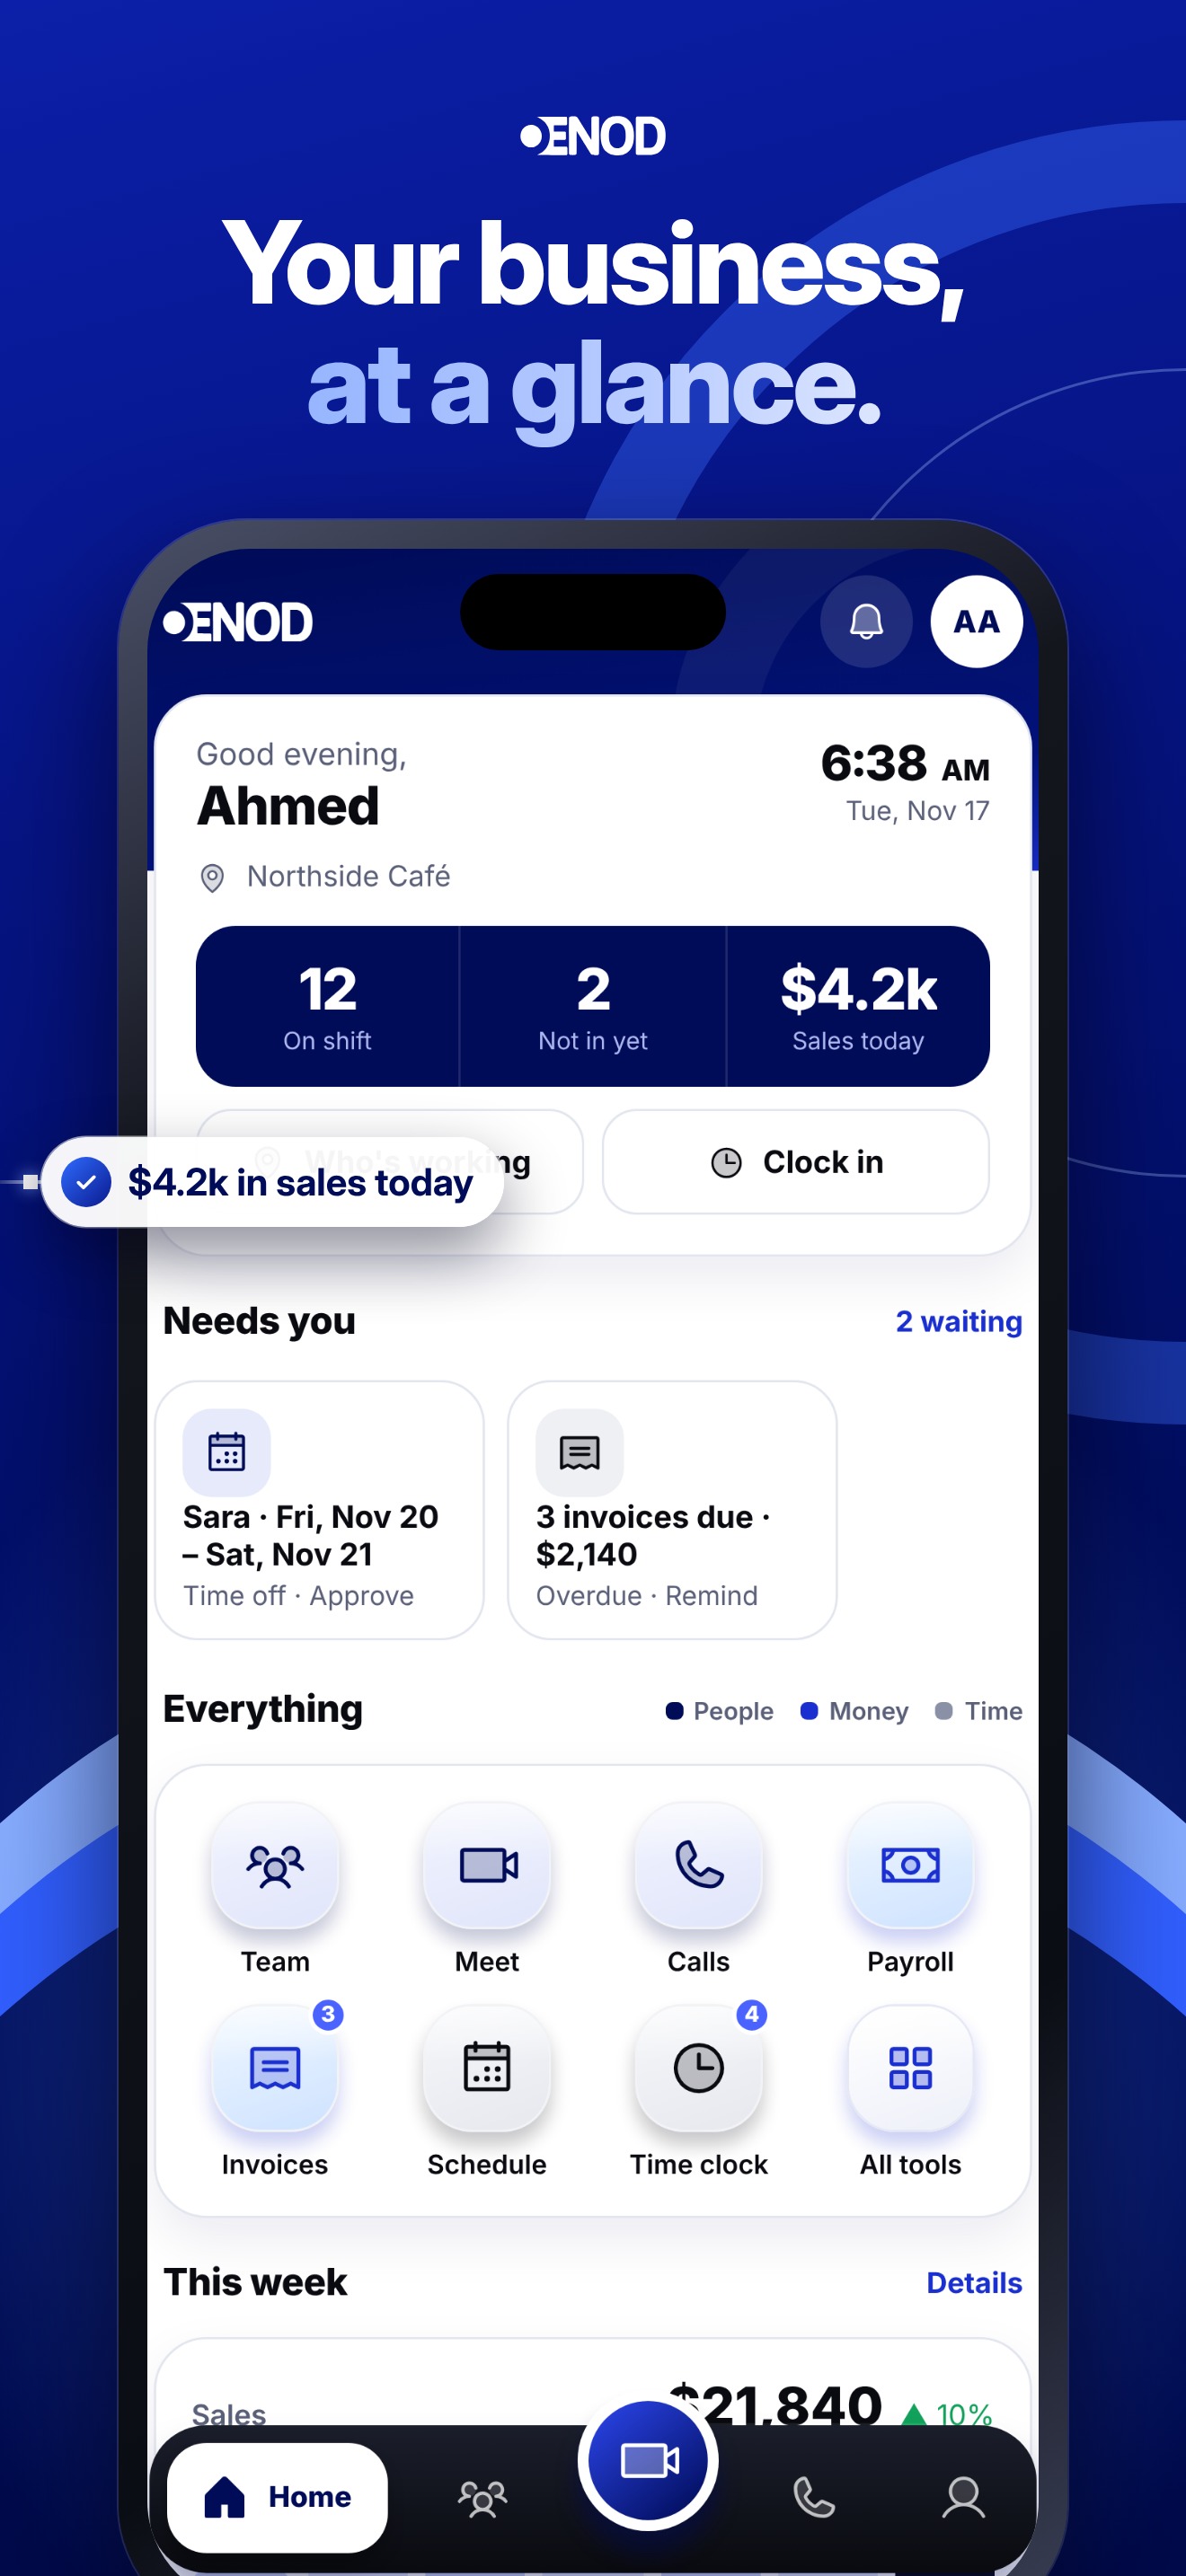 ENOD
Your business,
at a glance.
ENOD
AA
Good evening,
Ahmed
6:38 AM
Tue, Nov 17
Northside Café
12
On shift
2
Not in yet
$4.2k
Sales today
Who's working
Clock in
$4.2k in sales today
Needs you
2 waiting
Sara · Fri, Nov 20
– Sat, Nov 21
Time off · Approve
3 invoices due ·
$2,140
Overdue · Remind
Everything
People
Money
Time
Team
Meet
Calls
Payroll
3
4
Invoices
Schedule
Time clock
All tools
This week
Details
Sales
$21,840
▲ 10%
Home